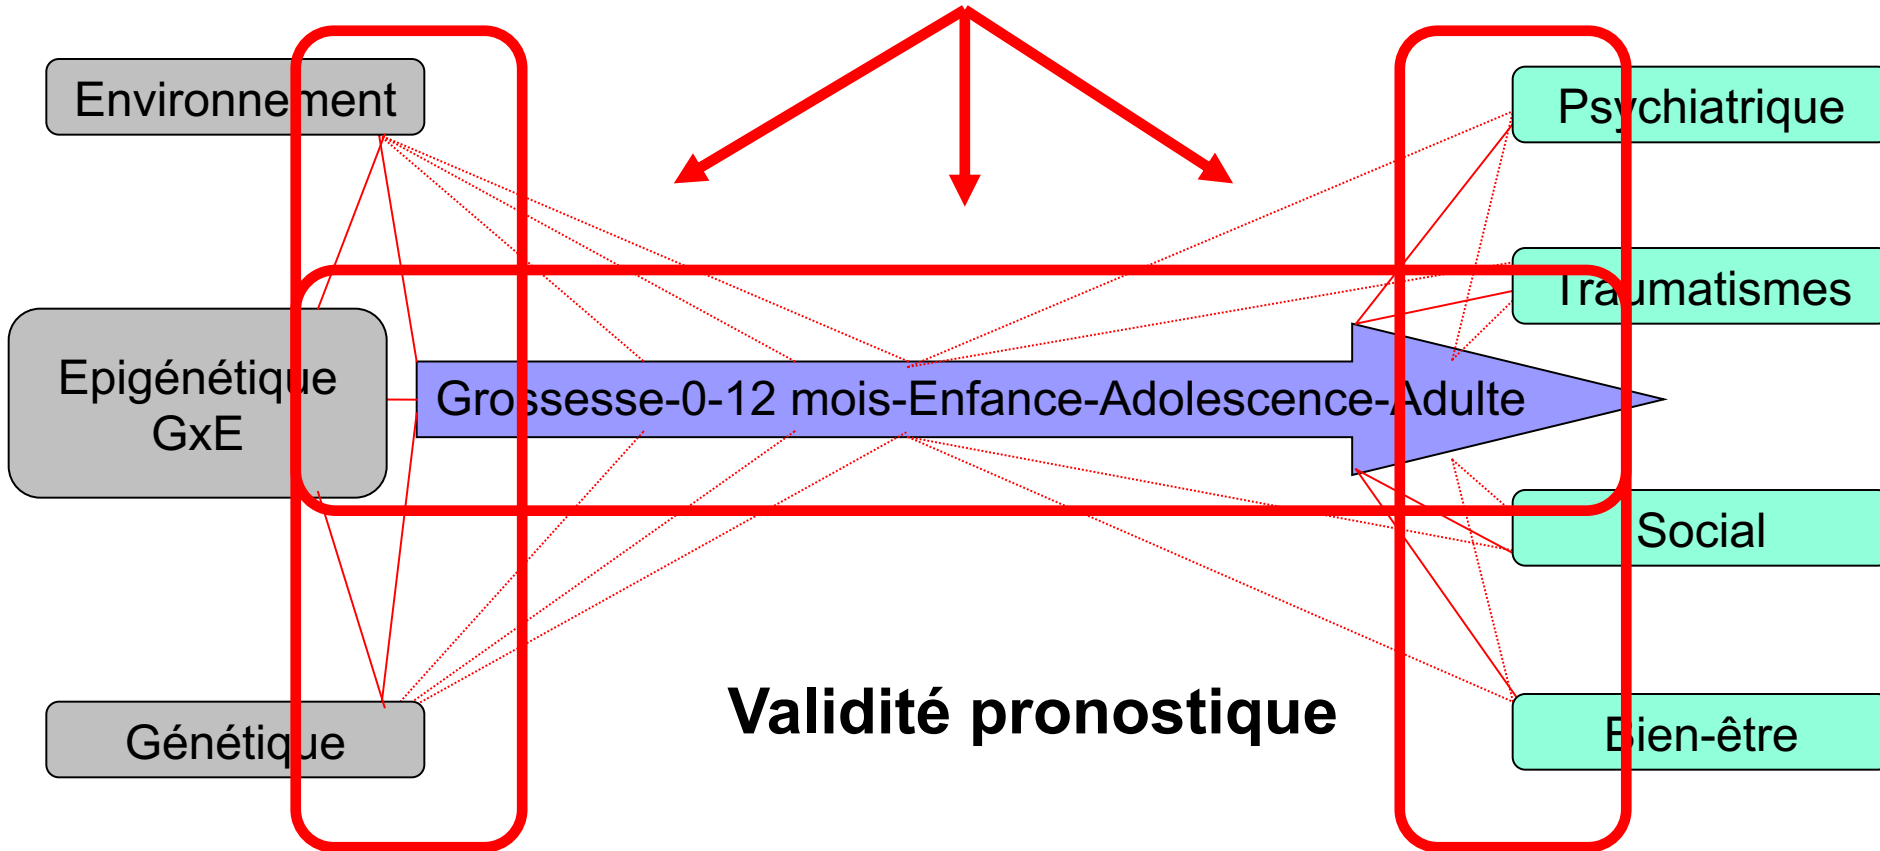 Environnement
Psychiatrique
Traumatismes
Epigénétique
GxE
Grossesse-0-12 mois-Enfance-Adolescence-Adulte
Social
Validité pronostique
Génétique
Bien-être